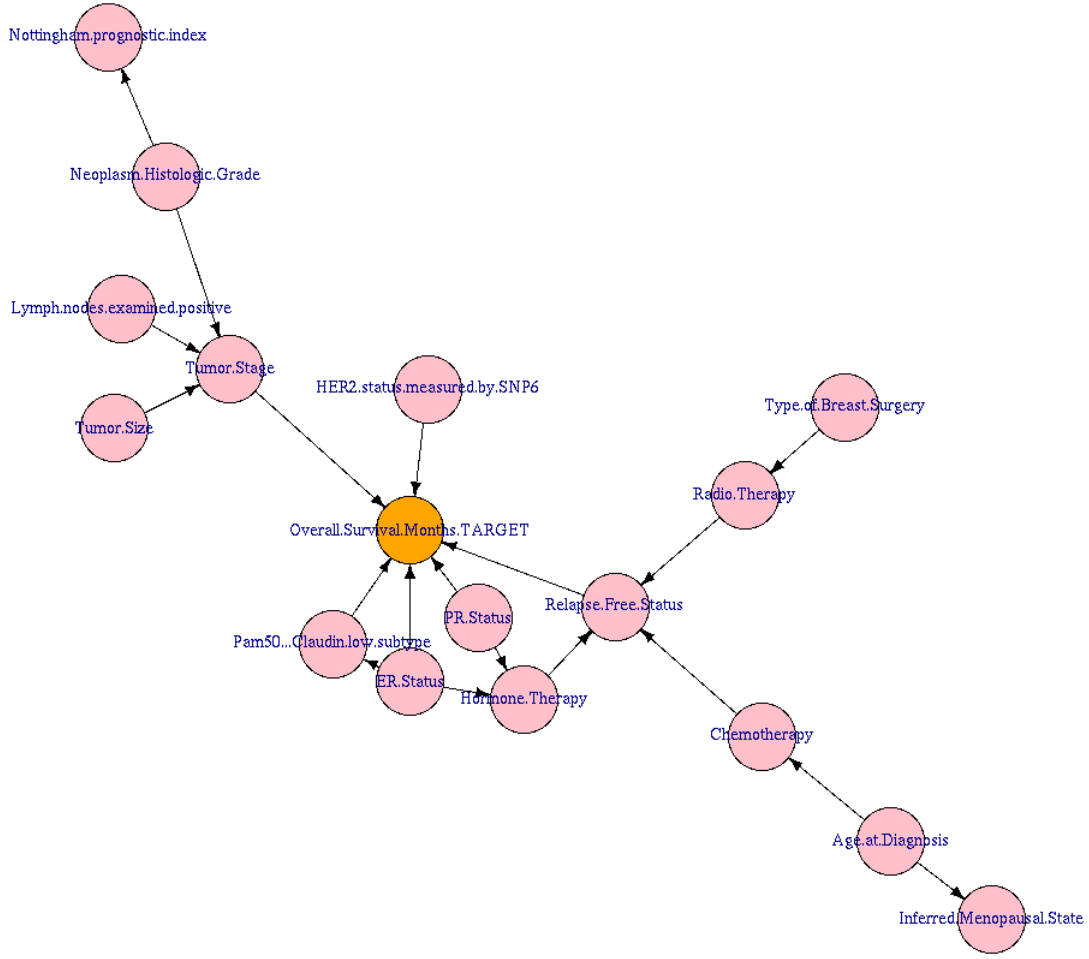 Nottingham.prognostic.index
Neoplasm.Histologic.Grade
Lymph.nodes.examined.positive
Tumor.Stage
HER2.status.measured.by.SNP6
Type.of.Breast.Surgery
Tumor.Size
Radio.Therapy
Overall.Survival.Months.TARGET
Relapse.Free.Status
PR.Status
Pam50...Claudin.low.subtype
ER.Status
Hormone.Therapy
Chemotherapy
Age.at.Diagnosis
Inferred.Menopausal.State